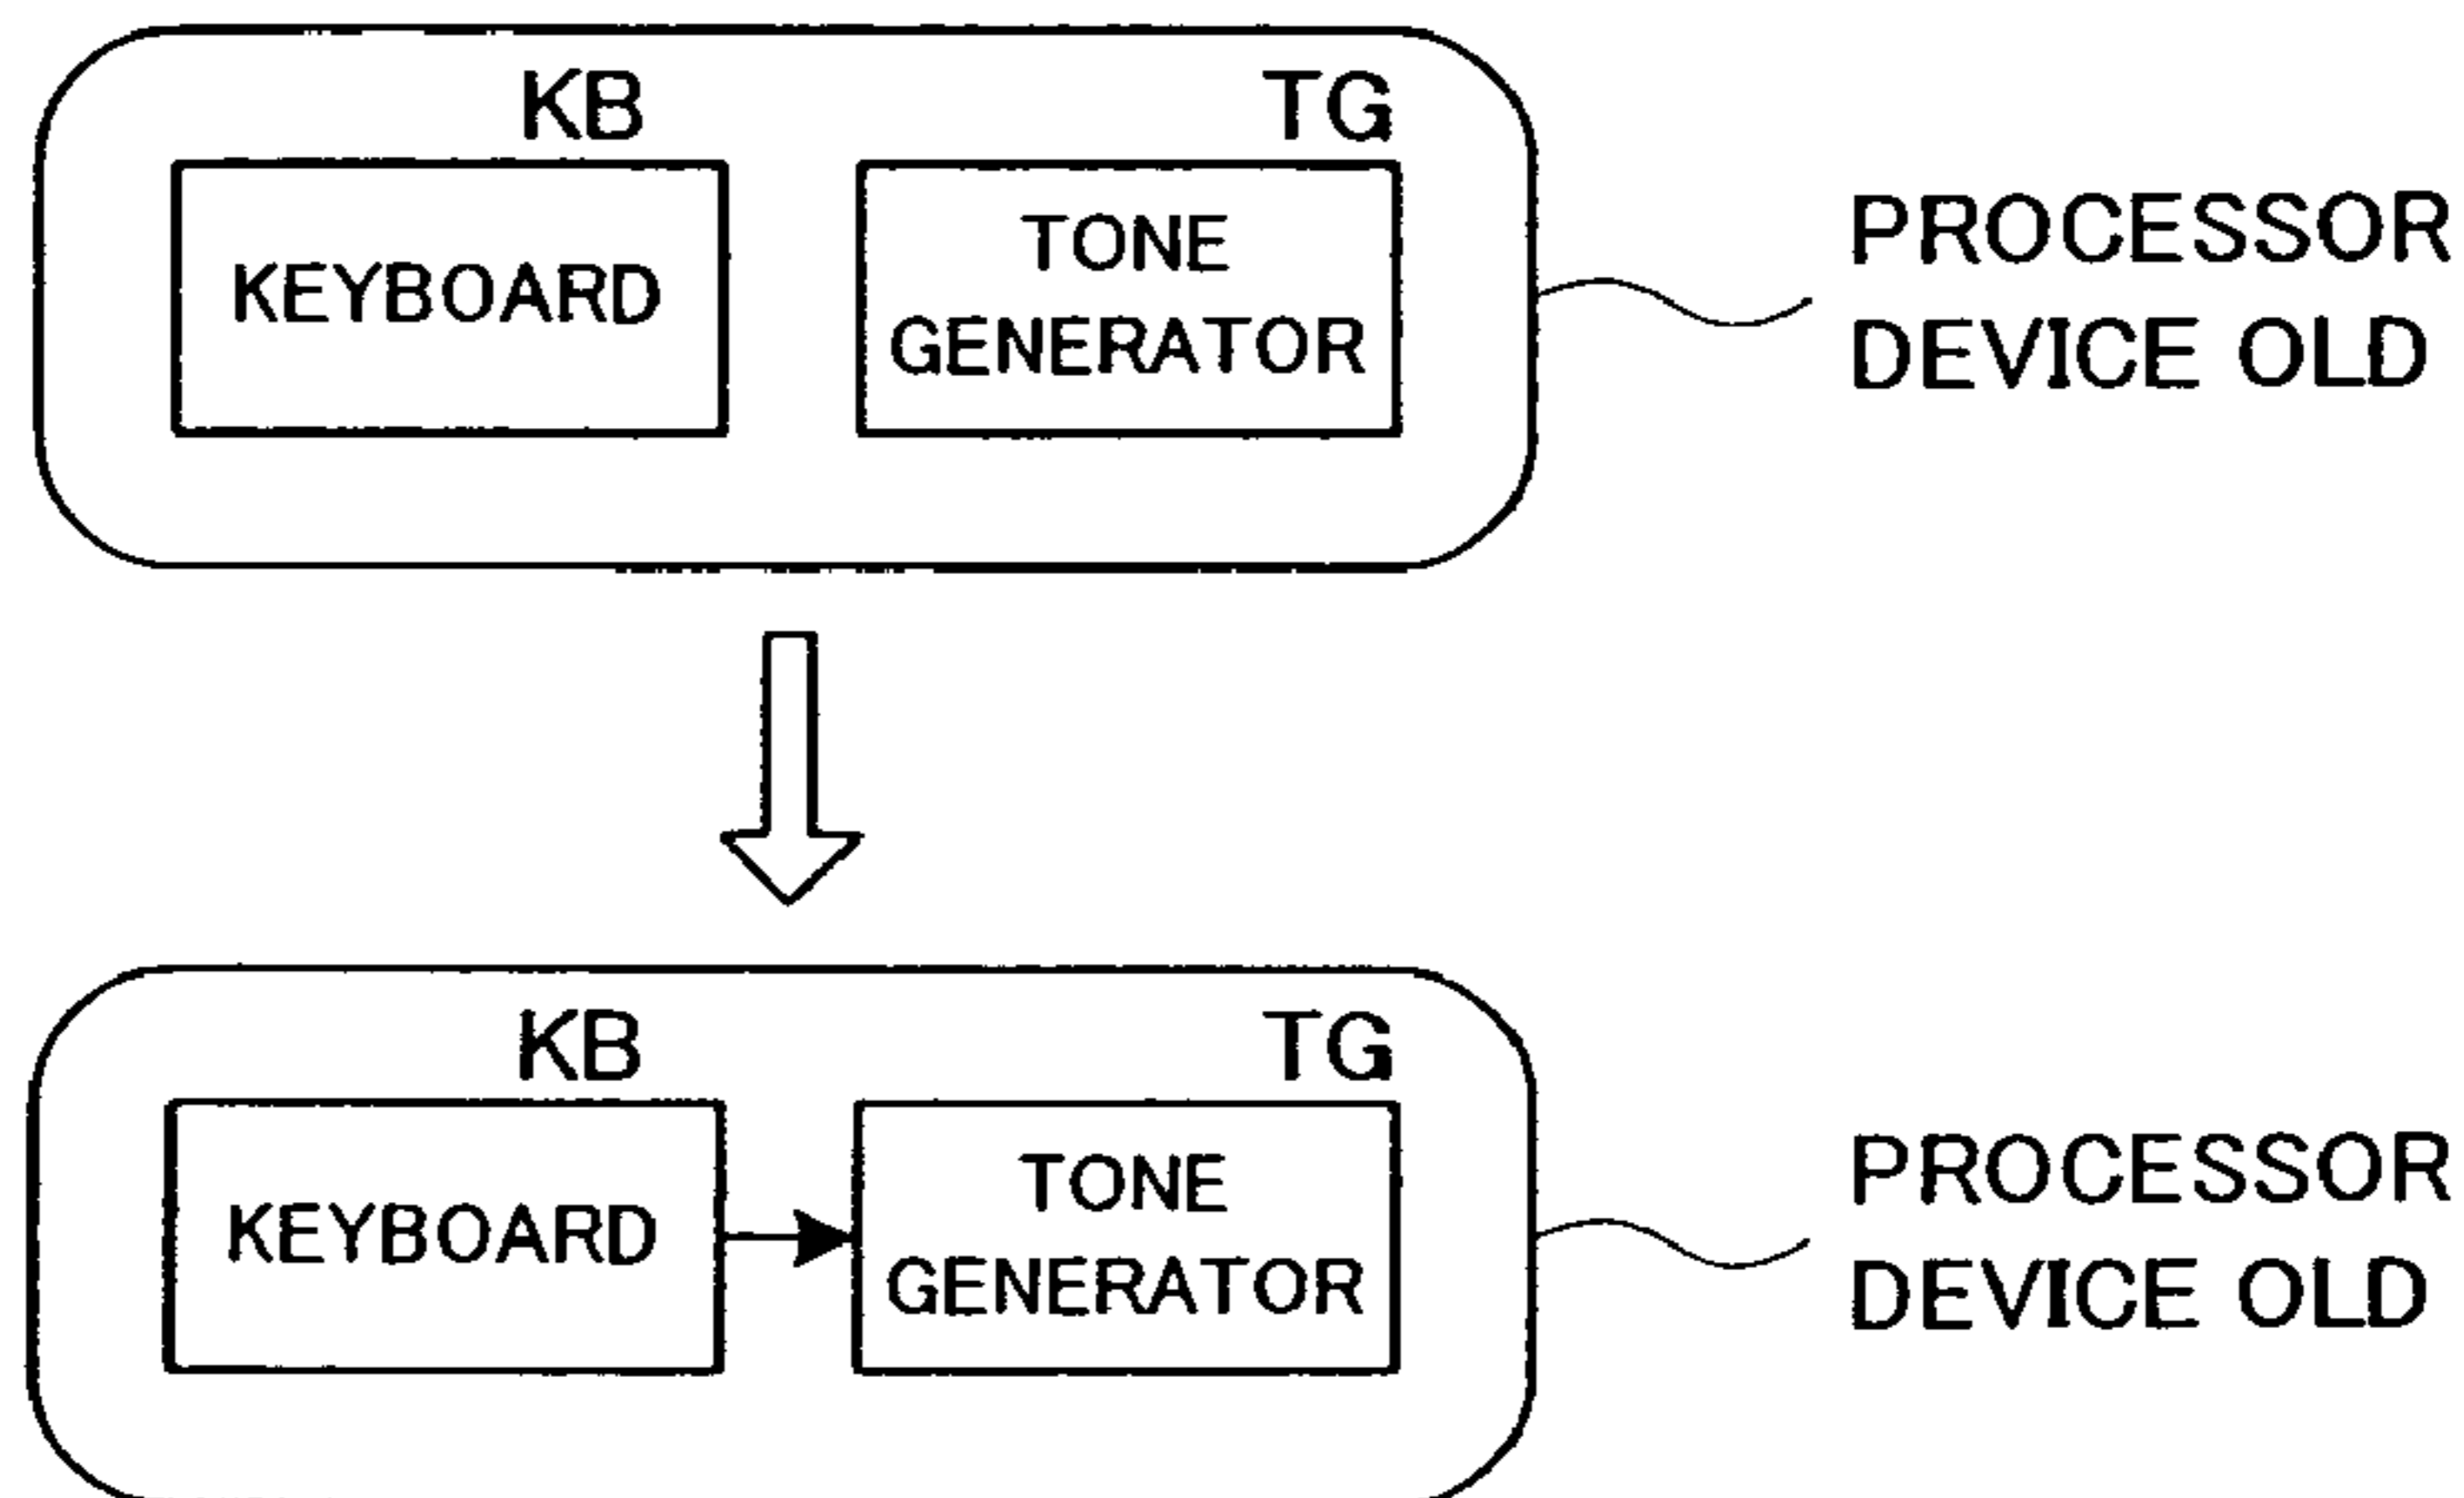 KB
TG
KEYBOARD
TONE
GENERATOR
PROCESSOR
DEVICE OLD
KB
TG
KEYBOARD
TONE
GENERATOR
PROCESSOR
DEVICE OLD